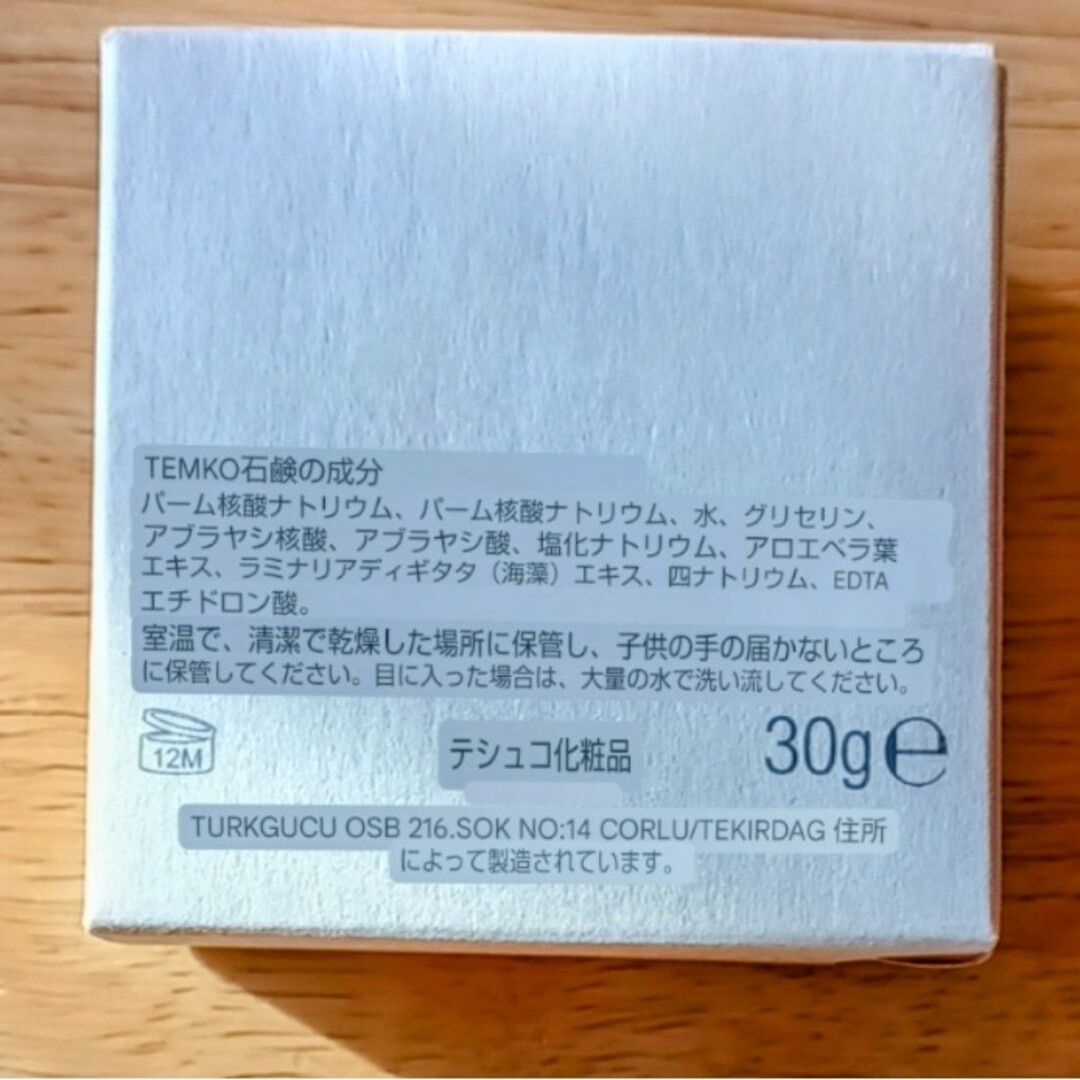 TEMKO石鹸の成分
パーム核酸ナトリウム、パーム核酸ナトリウム、水、グリセリン、
アブラヤシ核酸、アブラヤシ酸、塩化ナトリウム、アロエベラ葉
エキス、ラミナリアディギタタ（海藻）エキス、四ナトリウム、EDTA
エチドロン酸。
室温で、清潔で乾燥した場所に保管し、子供の手の届かないところ
に保管してください。目に入った場合は、大量の水で洗い流してください。
12M
テシュコ化粧品
30g e
TURKGUCU OSB 216.SOK NO:14 CORLU/TEKIRDAG 住所
によって製造されています。